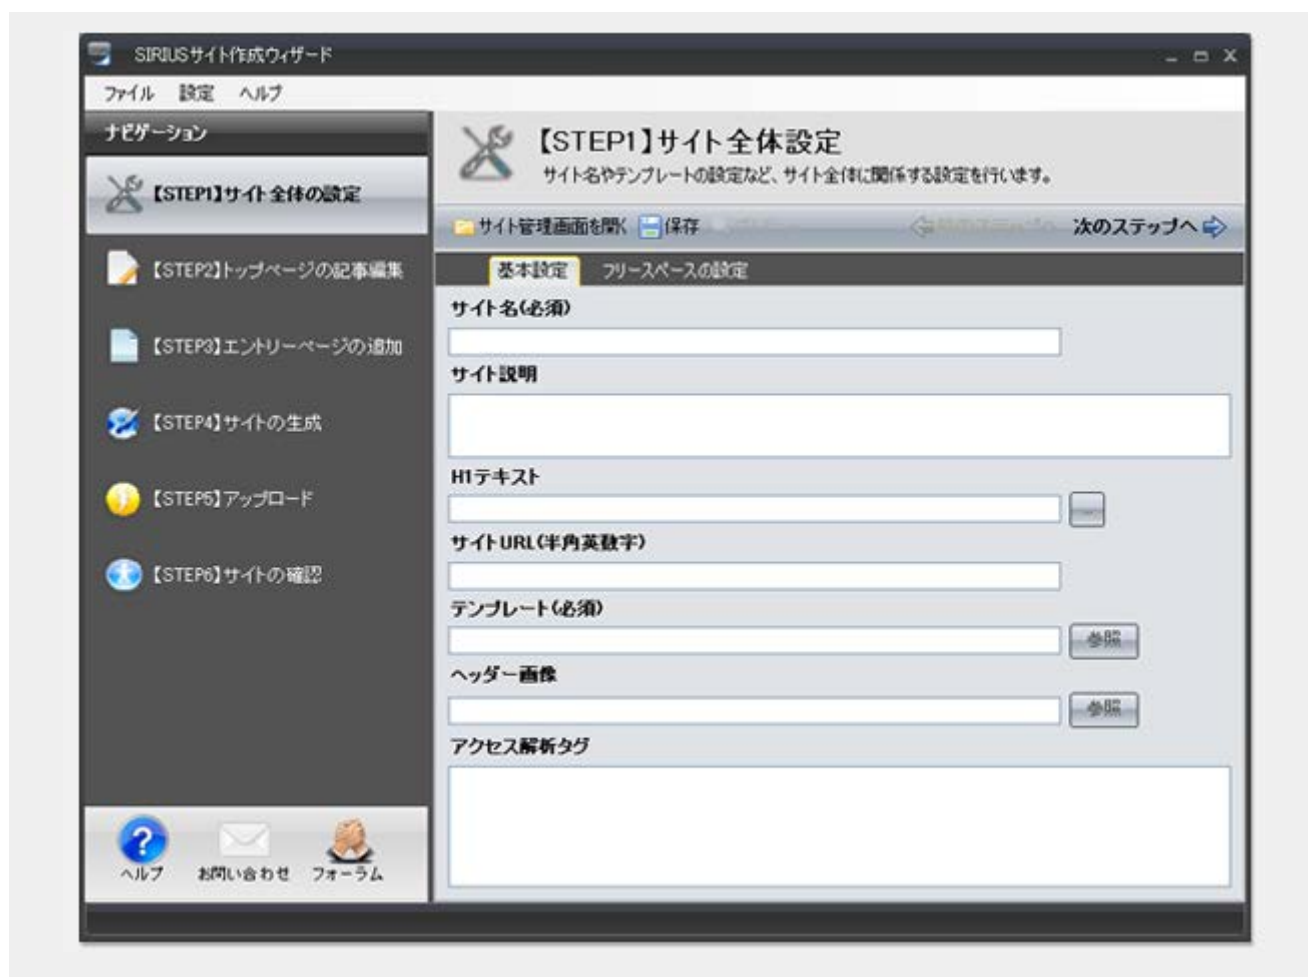 SIRIUSサイト作成ウィザード
ファイル 設定 ヘルプ
ナビゲーション
【STEP1】サイト全体の設定
【STEP2】トップページの記事編集
【STEP3】エントリーページの追加
【STEP4】サイトの生成
【STEP5】アップロード
【STEP6】サイトの確認
ヘルプ お問い合わせ フォーラム
【STEP1】サイト全体設定
サイト名やテンプレートの設定など、サイト全体に関係する設定を行います。
サイト管理画面を開く 保存 次のステップへ
基本設定 フリースペースの設定
サイト名(必須)
サイト説明
H1テキスト
...
サイトURL(半角英数字)
テンプレート(必須)
参照
ヘッダー画像
参照
アクセス解析タグ